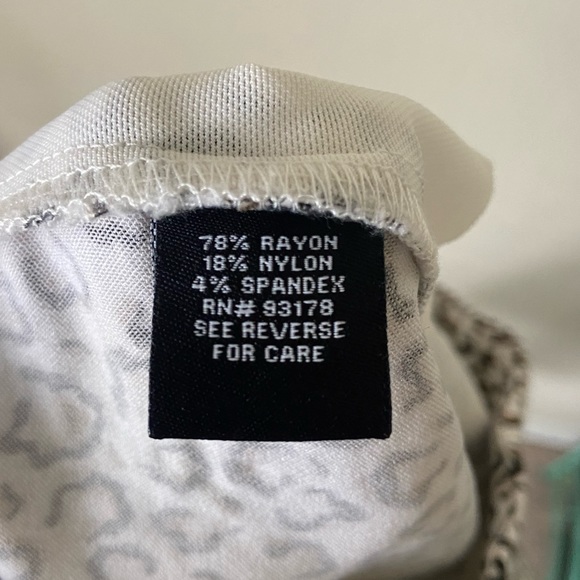 78% RAYON
18% NYLON
4% SPANDEX
RN# 93178
SEE REVERSE
FOR CARE